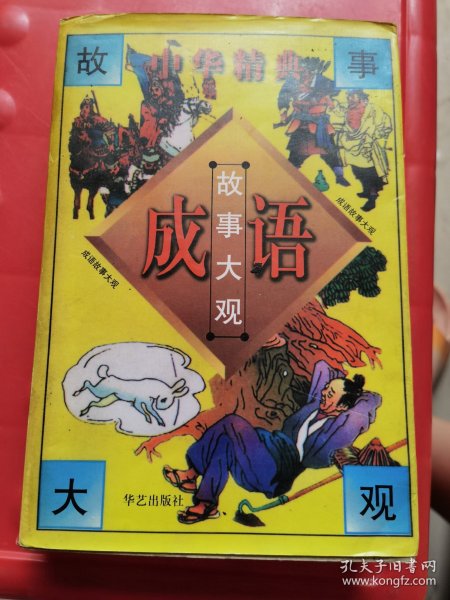 故
中华精典
事
成语
故事大观
成语故事大观
成语故事大观
大
华艺出版社
观
孔夫子旧书网
www.kongfz.com